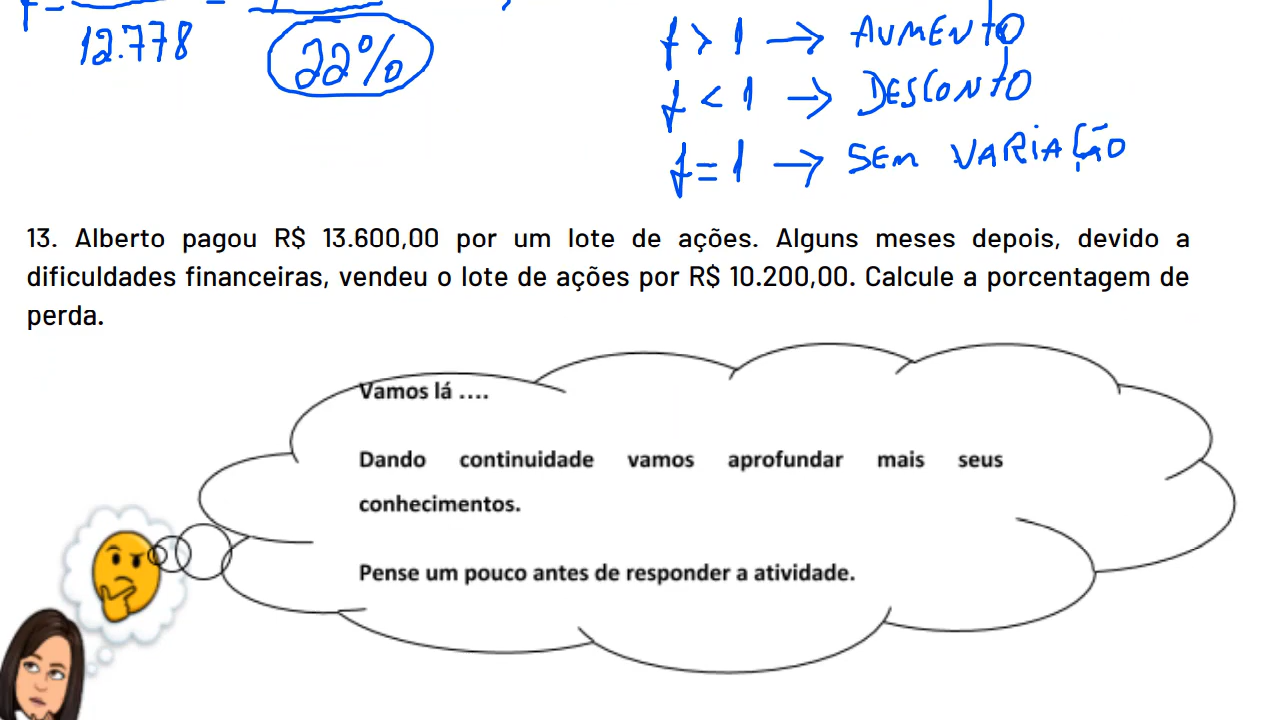 12.778
22%
f > 1 → AUMENTO
f < 1 → DESCONTO
f = 1 → SEM VARIAÇÃO
13. Alberto pagou R$ 13.600,00 por um lote de ações. Alguns meses depois, devido a
dificuldades financeiras, vendeu o lote de ações por R$ 10.200,00. Calcule a porcentagem de
perda.
Vamos lá ....
Dando continuidade vamos aprofundar mais seus
conhecimentos.
Pense um pouco antes de responder a atividade.